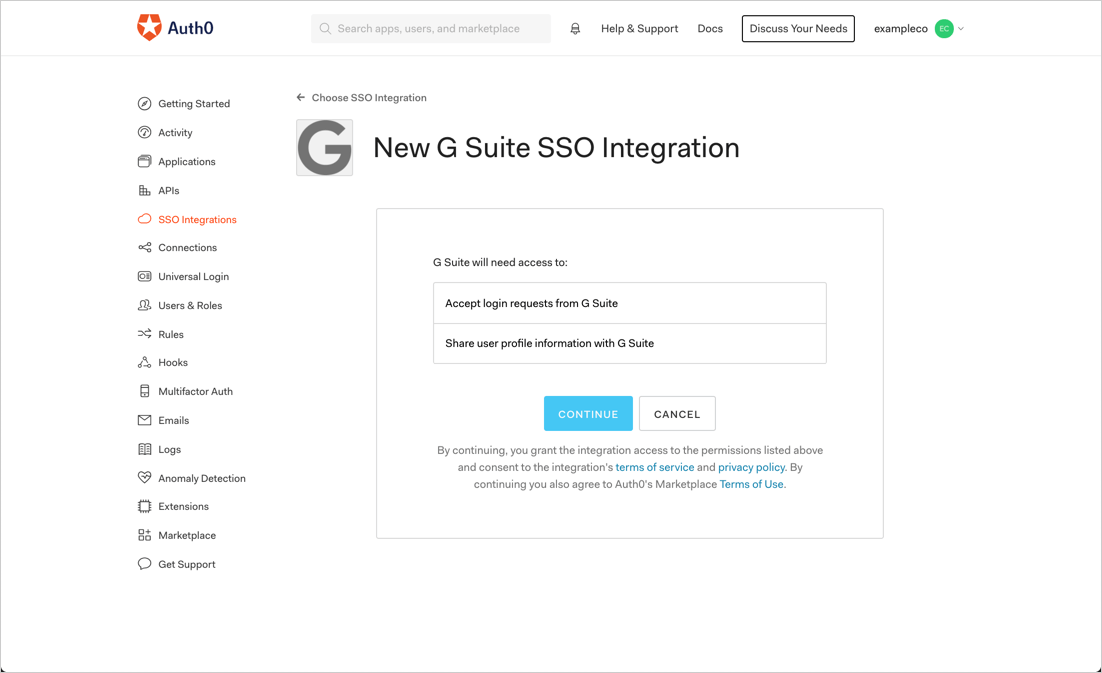 Auth0
Search apps, users, and marketplace
Help & Support
Docs
Discuss Your Needs
exampleco
EC
Getting Started
Activity
Applications
APIs
SSO Integrations
Connections
Universal Login
Users & Roles
Rules
Hooks
Multifactor Auth
Emails
Logs
Anomaly Detection
Extensions
Marketplace
Get Support
Choose SSO Integration
G
New G Suite SSO Integration
G Suite will need access to:
Accept login requests from G Suite
Share user profile information with G Suite
CONTINUE
CANCEL
By continuing, you grant the integration access to the permissions listed above
and consent to the integration's terms of service and privacy policy. By
continuing you also agree to Auth0's Marketplace Terms of Use.